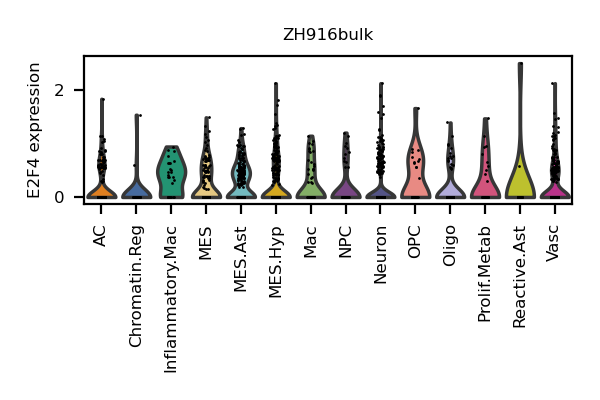 ZH916bulk
E2F4 expression
2
0
AC
Chromatin.Reg
Inflammatory.Mac
MES
MES.Ast
MES.Hyp
Mac
NPC
Neuron
OPC
Oligo
Prolif.Metab
Reactive.Ast
Vasc